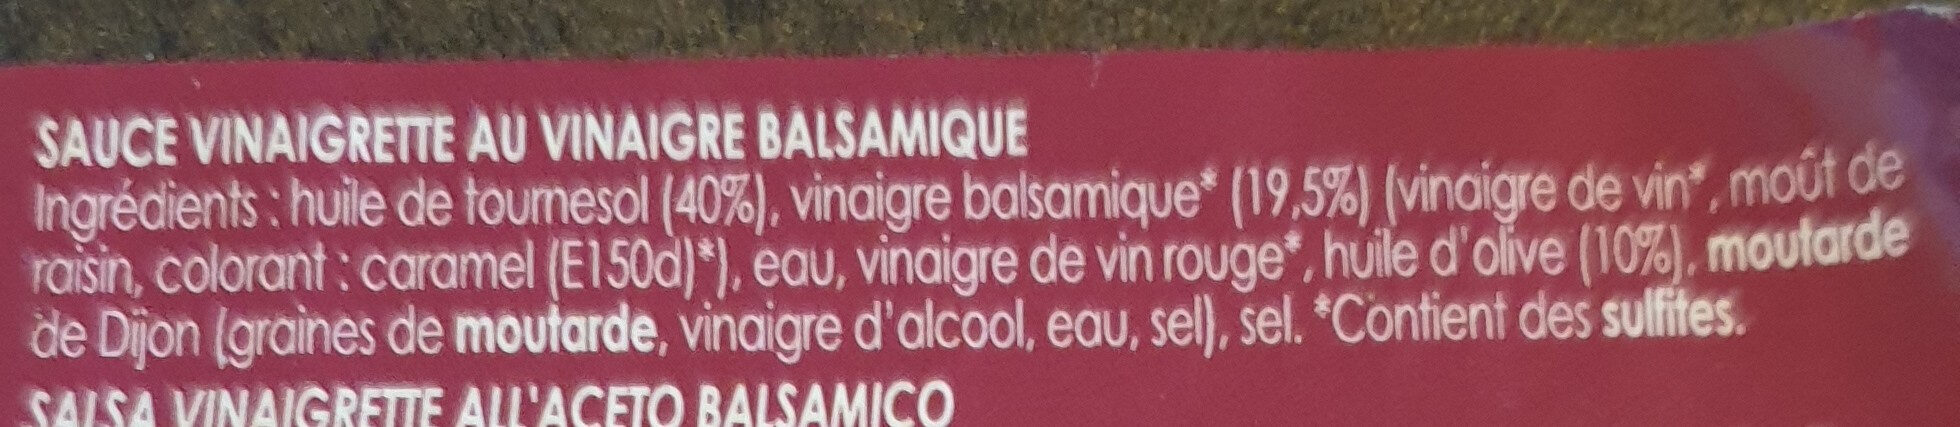 SAUCE VINAIGRETTE AU VINAIGRE BALSAMIQUE
Ingrédients : huile de tournesol (40%), vinaigre balsamique* (19,5%) (vinaigre de vin*, moût de
raisin, colorant : caramel (E150d)*), eau, vinaigre de vin rouge*, huile d'olive (10%), moutarde
de Dijon (graines de moutarde, vinaigre d'alcool, eau, sel), sel. *Contient des sulfites.
SALSA VINAIGRETTE ALL'ACETO BALSAMICO